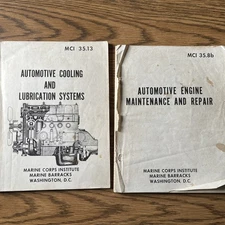 MCI 35.13
AUTOMOTIVE COOLING
AND
LUBRICATION SYSTEMS
MARINE CORPS INSTITUTE
MARINE BARRACKS
WASHINGTON, D.C.
MCI 35.8b
AUTOMOTIVE ENGINE
MAINTENANCE AND REPAIR
MARINE CORPS INSTITUTE
MARINE BARRACKS
WASHINGTON, D.C.